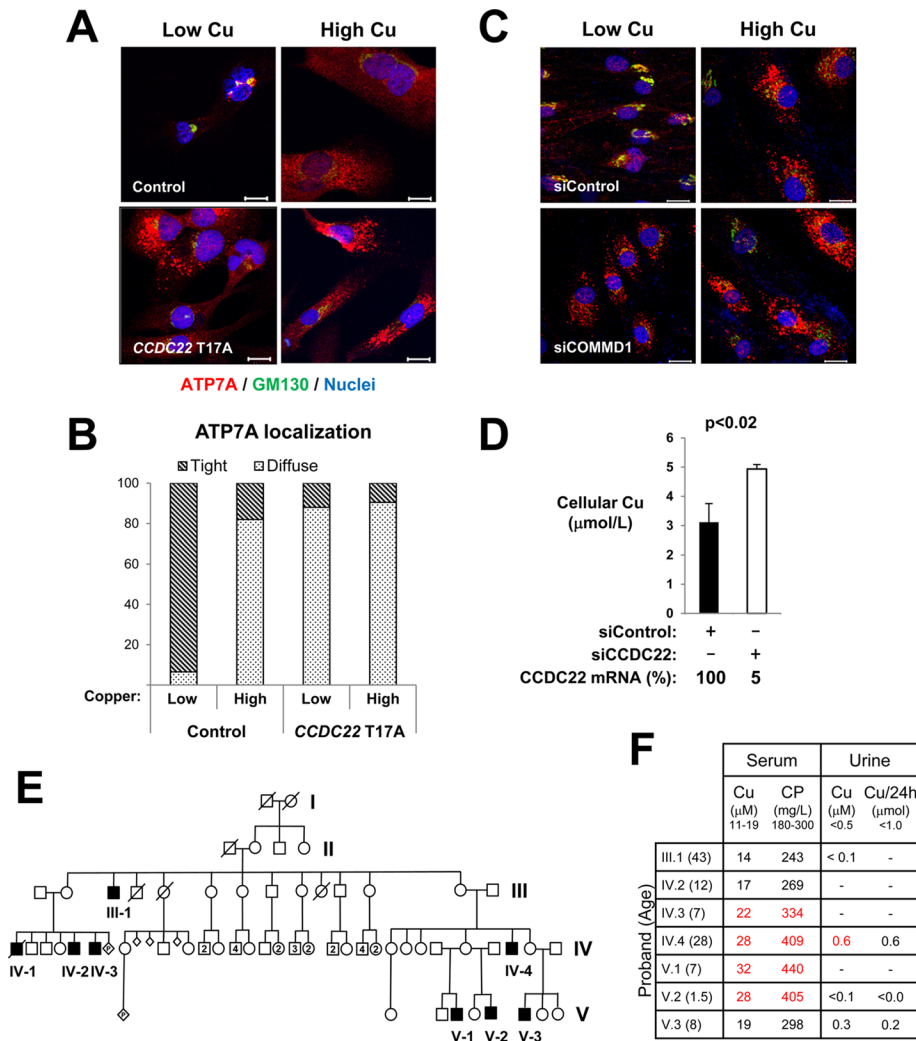 A
Low Cu High Cu
Control
CCDC22 T17A
ATP7A / GM130 / Nuclei
C
Low Cu High Cu
siControl
siCOMMD1
B
ATP7A localization
Tight Diffuse
100
80
60
40
20
Copper: Low High Low High
Control CCDC22 T17A
D
p<0.02
Cellular Cu
(μmol/L)
6
5
4
3
2
1
0
siControl: + –
siCCDC22: – +
CCDC22 mRNA (%): 100 5
E
I
II
III
III-1
2 4 2 3 2 4 2
P
IV
IV-1 IV-2 IV-3 IV-4
P
V
V-1 V-2 V-3
F
Serum Urine
Cu CP Cu Cu/24h
(μM) (mg/L) (μM) (μmol)
11-19 180-300 <0.5 <1.0
Proband (Age)
III.1 (43) 14 243 < 0.1 -
IV.2 (12) 17 269 - -
IV.3 (7) 22 334 - -
IV.4 (28) 28 409 0.6 0.6
V.1 (7) 32 440 - -
V.2 (1.5) 28 405 <0.1 <0.0
V.3 (8) 19 298 0.3 0.2